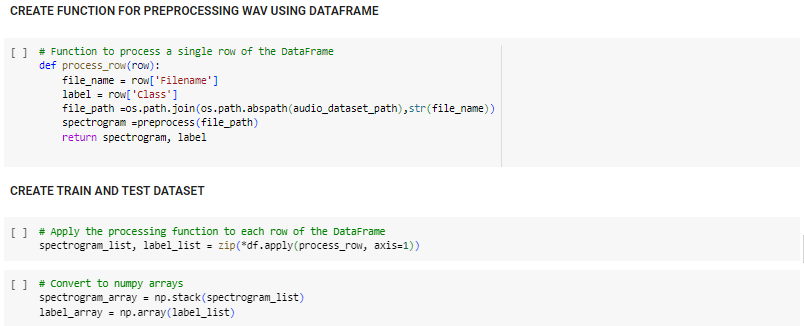 CREATE FUNCTION FOR PREPROCESSING WAV USING DATAFRAME
[ ] # Function to process a single row of the DataFrame
def process_row(row):
    file_name = row['Filename']
    label = row['Class']
    file_path =os.path.join(os.path.abspath(audio_dataset_path),str(file_name))
    spectrogram =preprocess(file_path)
    return spectrogram, label
CREATE TRAIN AND TEST DATASET
[ ] # Apply the processing function to each row of the DataFrame
spectrogram_list, label_list = zip(*df.apply(process_row, axis=1))
[ ] # Convert to numpy arrays
spectrogram_array = np.stack(spectrogram_list)
label_array = np.array(label_list)